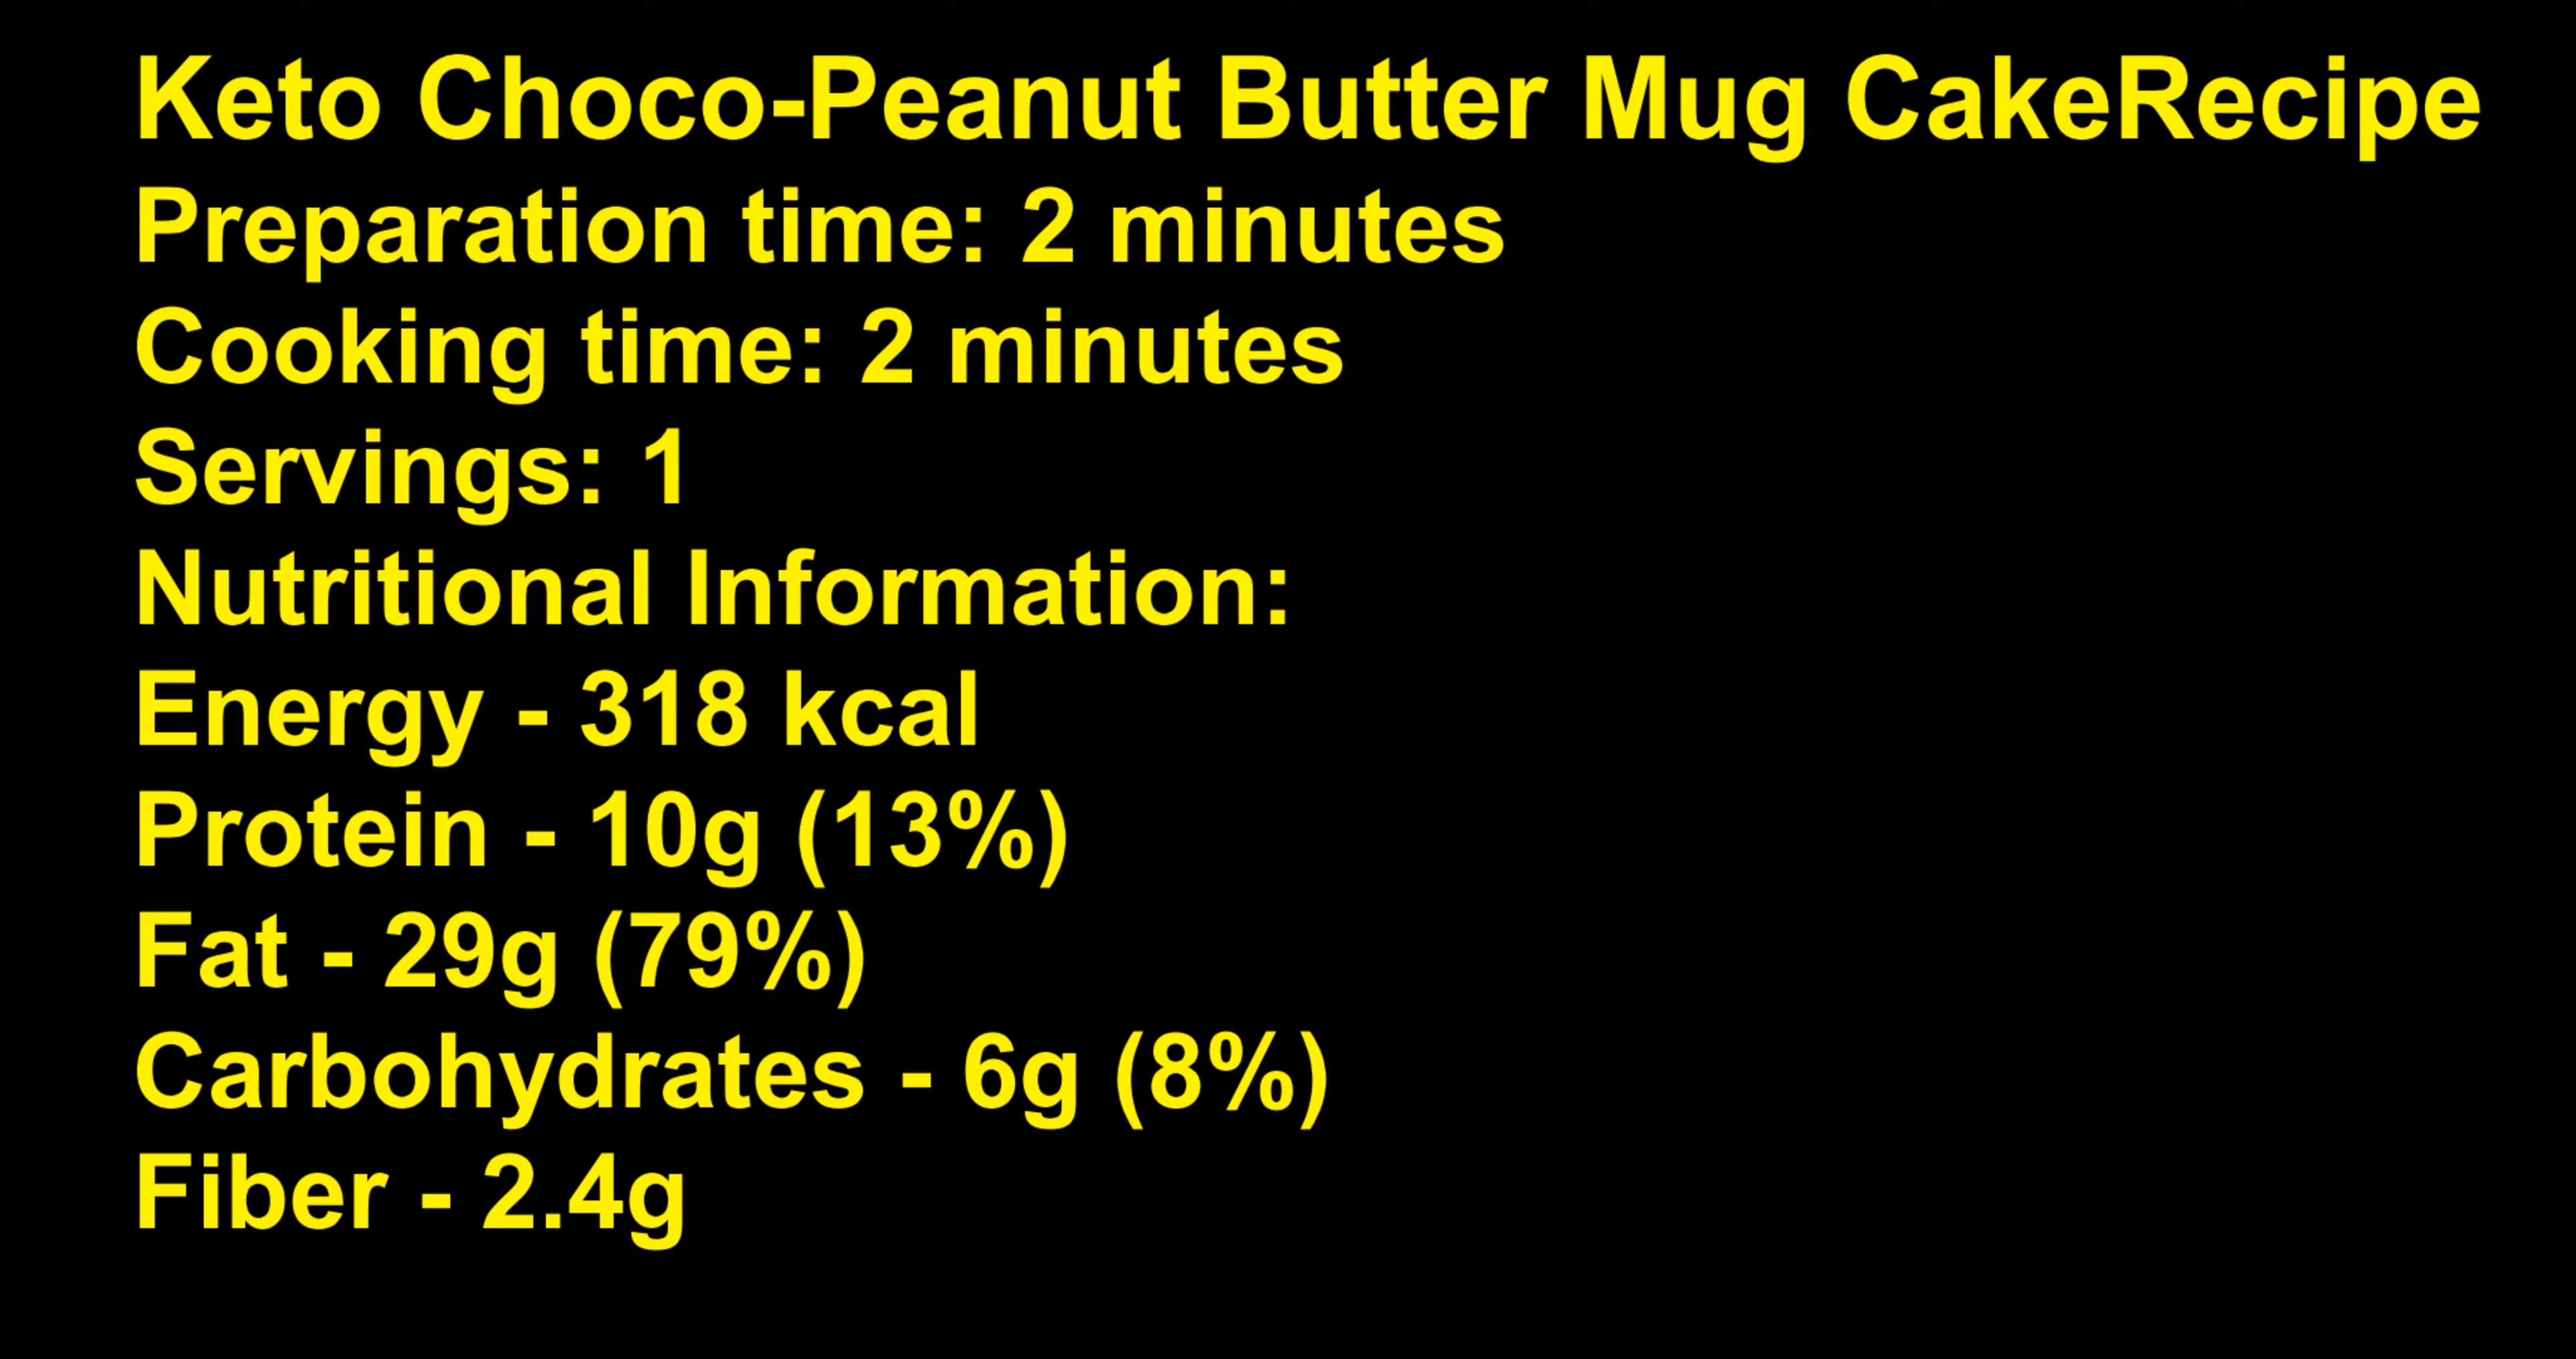 Keto Choco-Peanut Butter Mug CakeRecipe
Preparation time: 2 minutes
Cooking time: 2 minutes
Servings: 1
Nutritional Information:
Energy - 318 kcal
Protein - 10g (13%)
Fat - 29g (79%)
Carbohydrates - 6g (8%)
Fiber - 2.4g